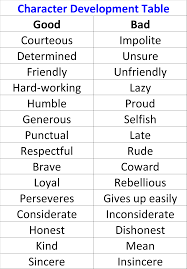 Character Development Table
Good Bad
Courteous Impolite
Determined Unsure
Friendly Unfriendly
Hard-working Lazy
Humble Proud
Generous Selfish
Punctual Late
Respectful Rude
Brave Coward
Loyal Rebellious
Perseveres Gives up easily
Considerate Inconsiderate
Honest Dishonest
Kind Mean
Sincere Insincere